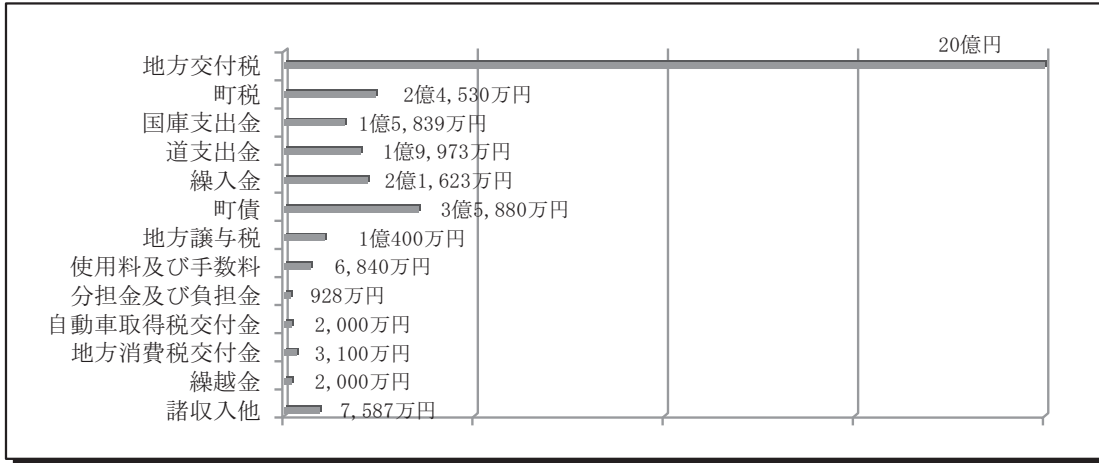 20億円
地方交付税
町税 2億4,530万円
国庫支出金 1億5,839万円
道支出金 1億9,973万円
繰入金 2億1,623万円
町債 3億5,880万円
地方譲与税 1億400万円
使用料及び手数料 6,840万円
分担金及び負担金 928万円
自動車取得税交付金 2,000万円
地方消費税交付金 3,100万円
繰越金 2,000万円
諸収入他 7,587万円